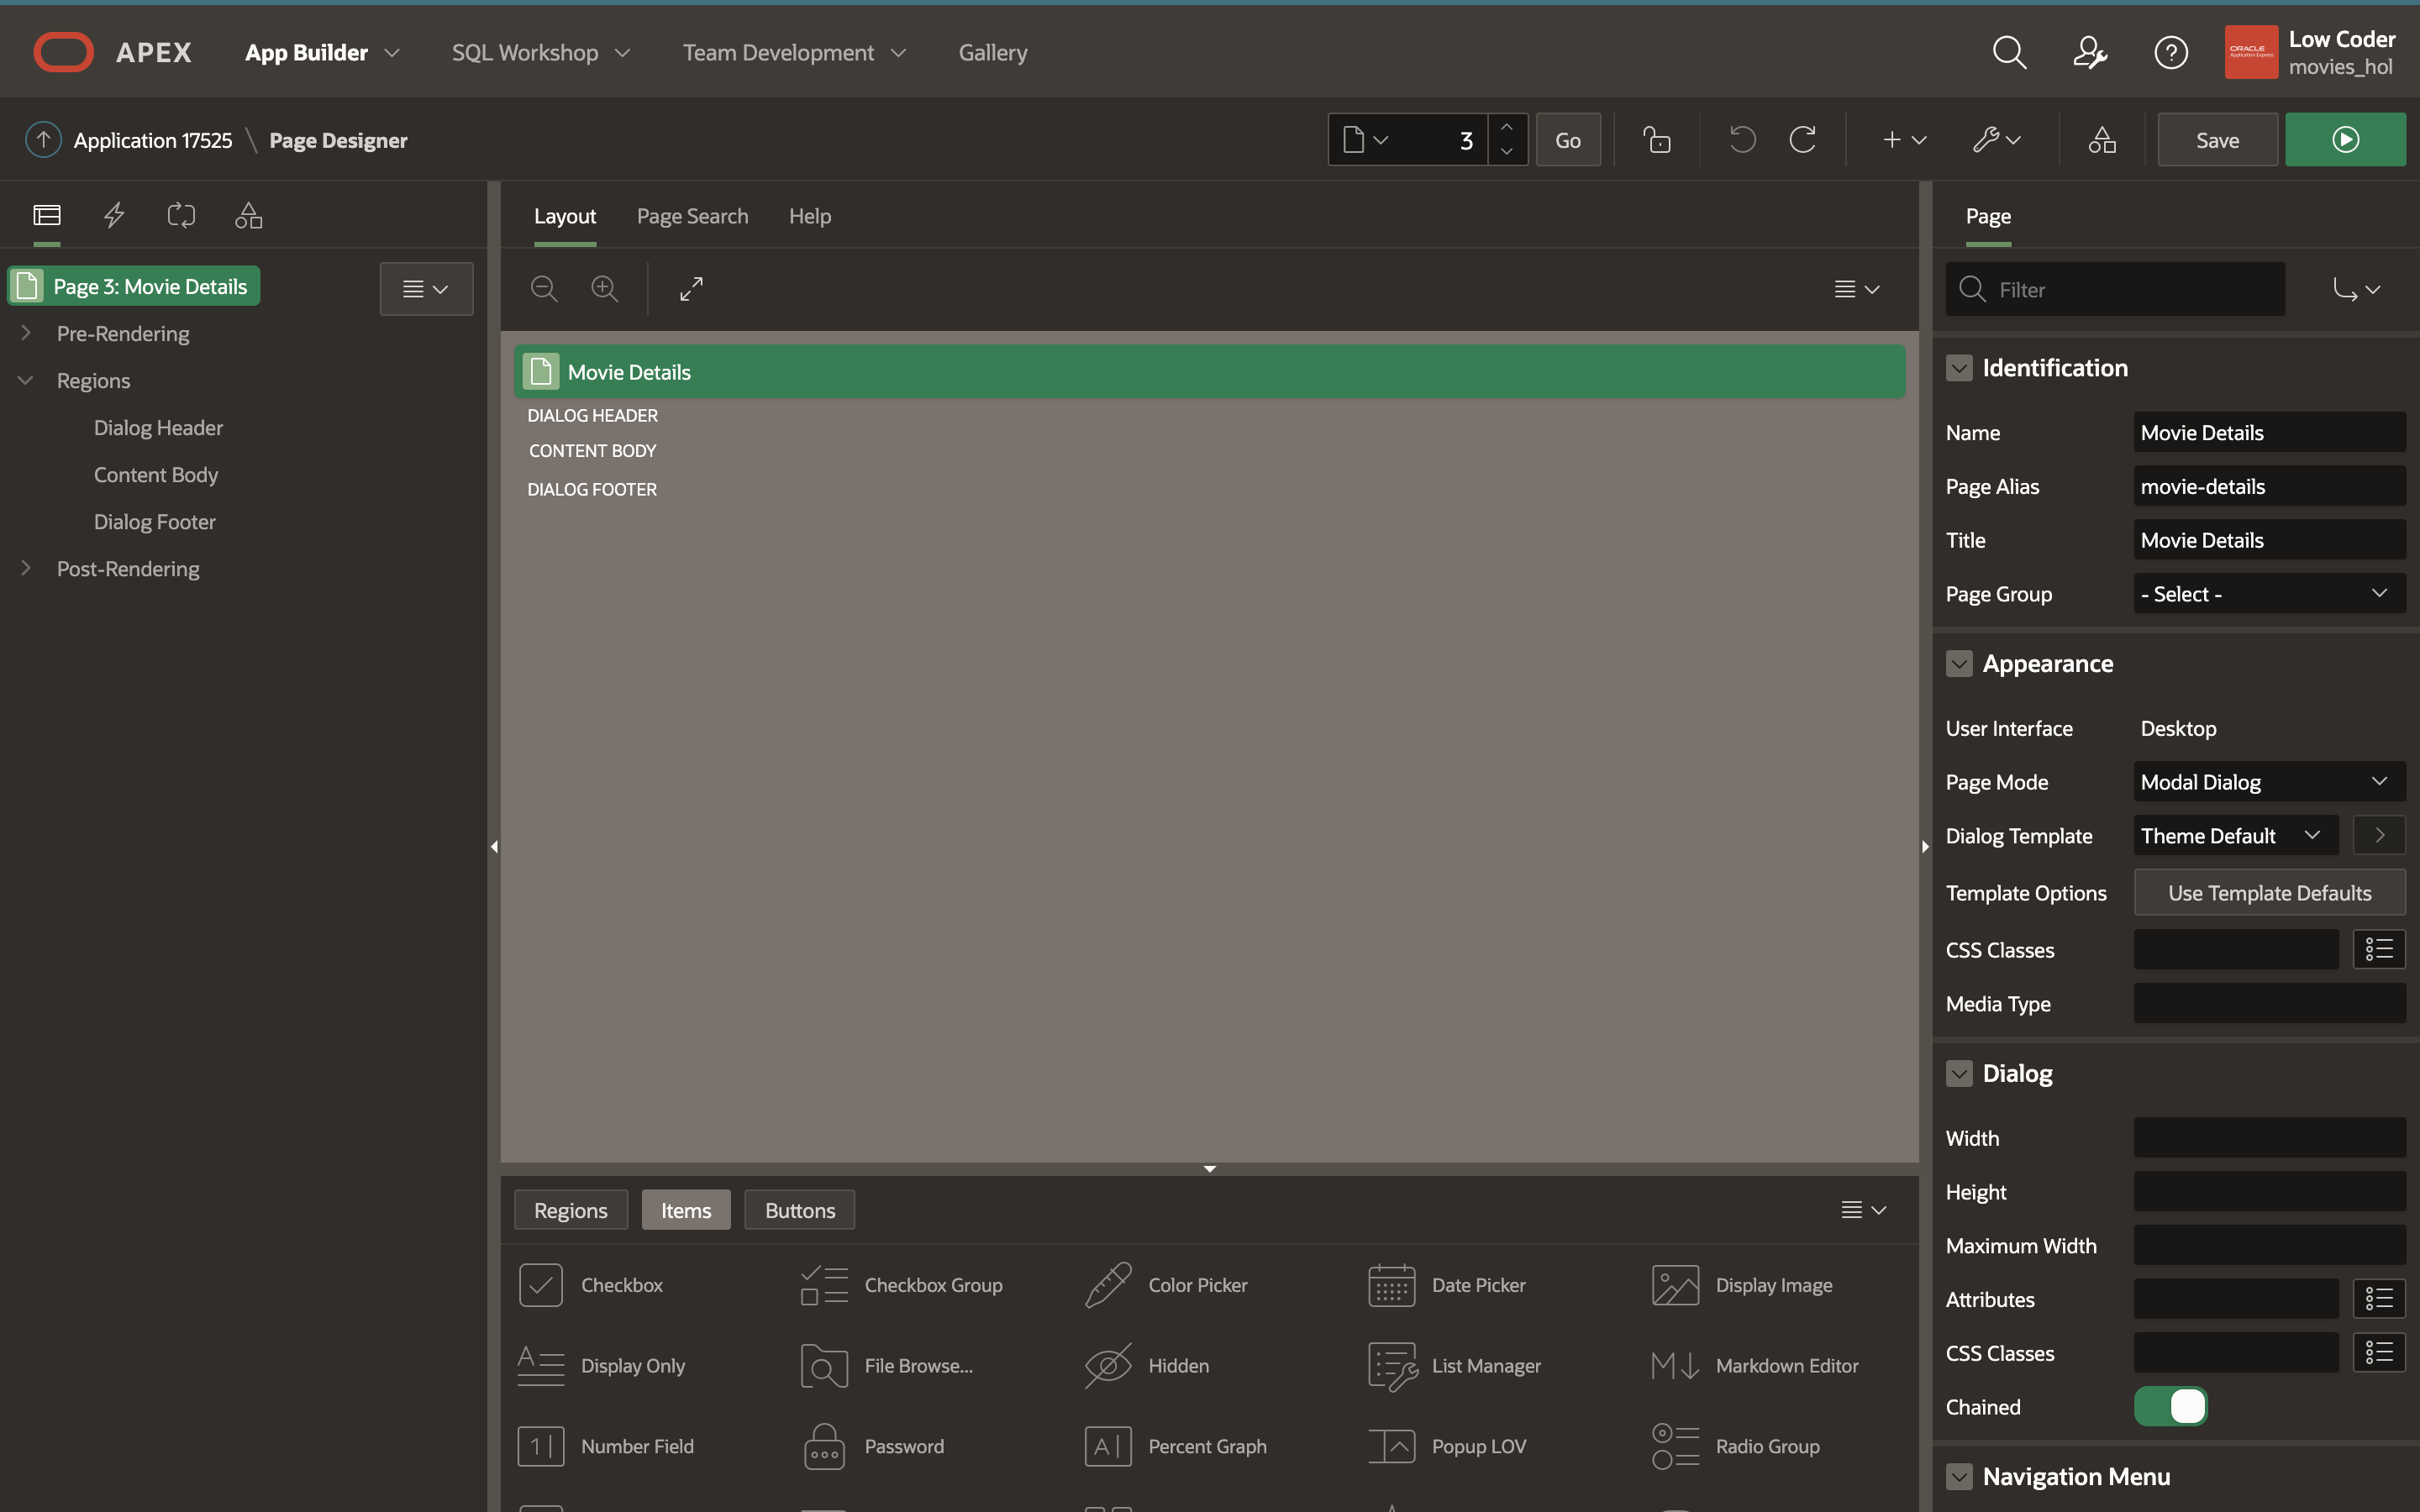 APEX
App Builder
SQL Workshop
Team Development
Gallery
ORACLE
Application Express
Low Coder
movies_hol
Application 17525 \ Page Designer
3
Go
Save
Layout
Page Search
Help
Page
Page 3: Movie Details
Pre-Rendering
Regions
Dialog Header
Content Body
Dialog Footer
Post-Rendering
Movie Details
DIALOG HEADER
CONTENT BODY
DIALOG FOOTER
Regions
Items
Buttons
Checkbox
Checkbox Group
Color Picker
Date Picker
Display Image
Display Only
File Browse...
Hidden
List Manager
Markdown Editor
Number Field
Password
Percent Graph
Popup LOV
Radio Group
Filter
Identification
Name Movie Details
Page Alias movie-details
Title Movie Details
Page Group - Select -
Appearance
User Interface Desktop
Page Mode Modal Dialog
Dialog Template Theme Default
Template Options Use Template Defaults
CSS Classes
Media Type
Dialog
Width
Height
Maximum Width
Attributes
CSS Classes
Chained
Navigation Menu